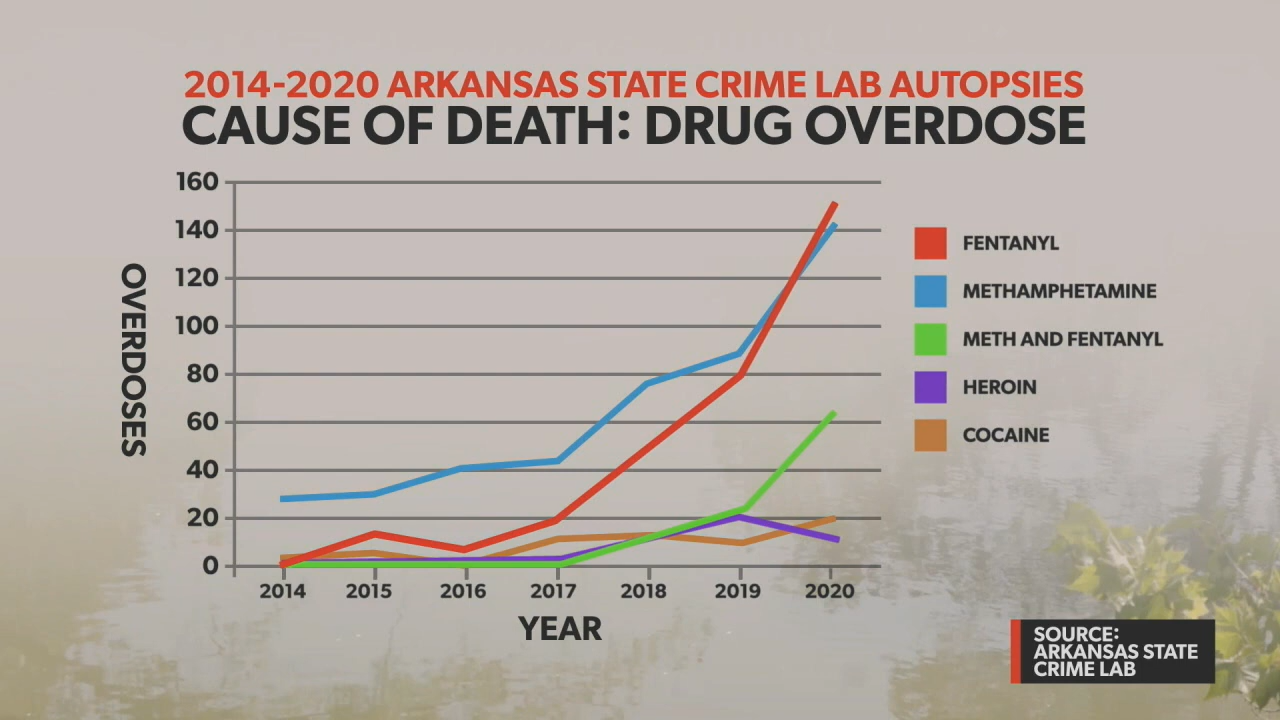 2014-2020 ARKANSAS STATE CRIME LAB AUTOPSIES
CAUSE OF DEATH: DRUG OVERDOSE
OVERDOSES
160
140
120
100
80
60
40
20
0
2014 2015 2016 2017 2018 2019 2020
YEAR
FENTANYL
METHAMPHETAMINE
METH AND FENTANYL
HEROIN
COCAINE
SOURCE:
ARKANSAS STATE
CRIME LAB